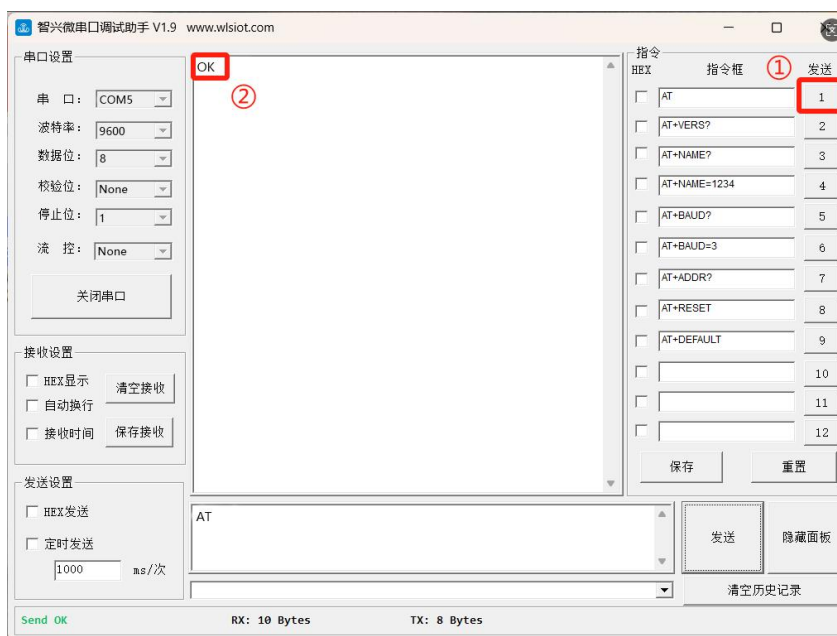 智兴微串口调试助手 V1.9 www.wlsiot.com
串口设置
串 口： COM5
波特率： 9600
数据位： 8
校验位： None
停止位： 1
流 控： None
关闭串口
接收设置
HEX显示
清空接收
自动换行
接收时间
保存接收
发送设置
HEX发送
定时发送
1000 ms/次
OK
②
AT
指令
HEX 指令框 ① 发送
AT 1
AT+VERS? 2
AT+NAME? 3
AT+NAME=1234 4
AT+BAUD? 5
AT+BAUD=3 6
AT+ADDR? 7
AT+RESET 8
AT+DEFAULT 9
10
11
12
保存 重置
发送 隐藏面板
清空历史记录
Send OK RX: 10 Bytes TX: 8 Bytes